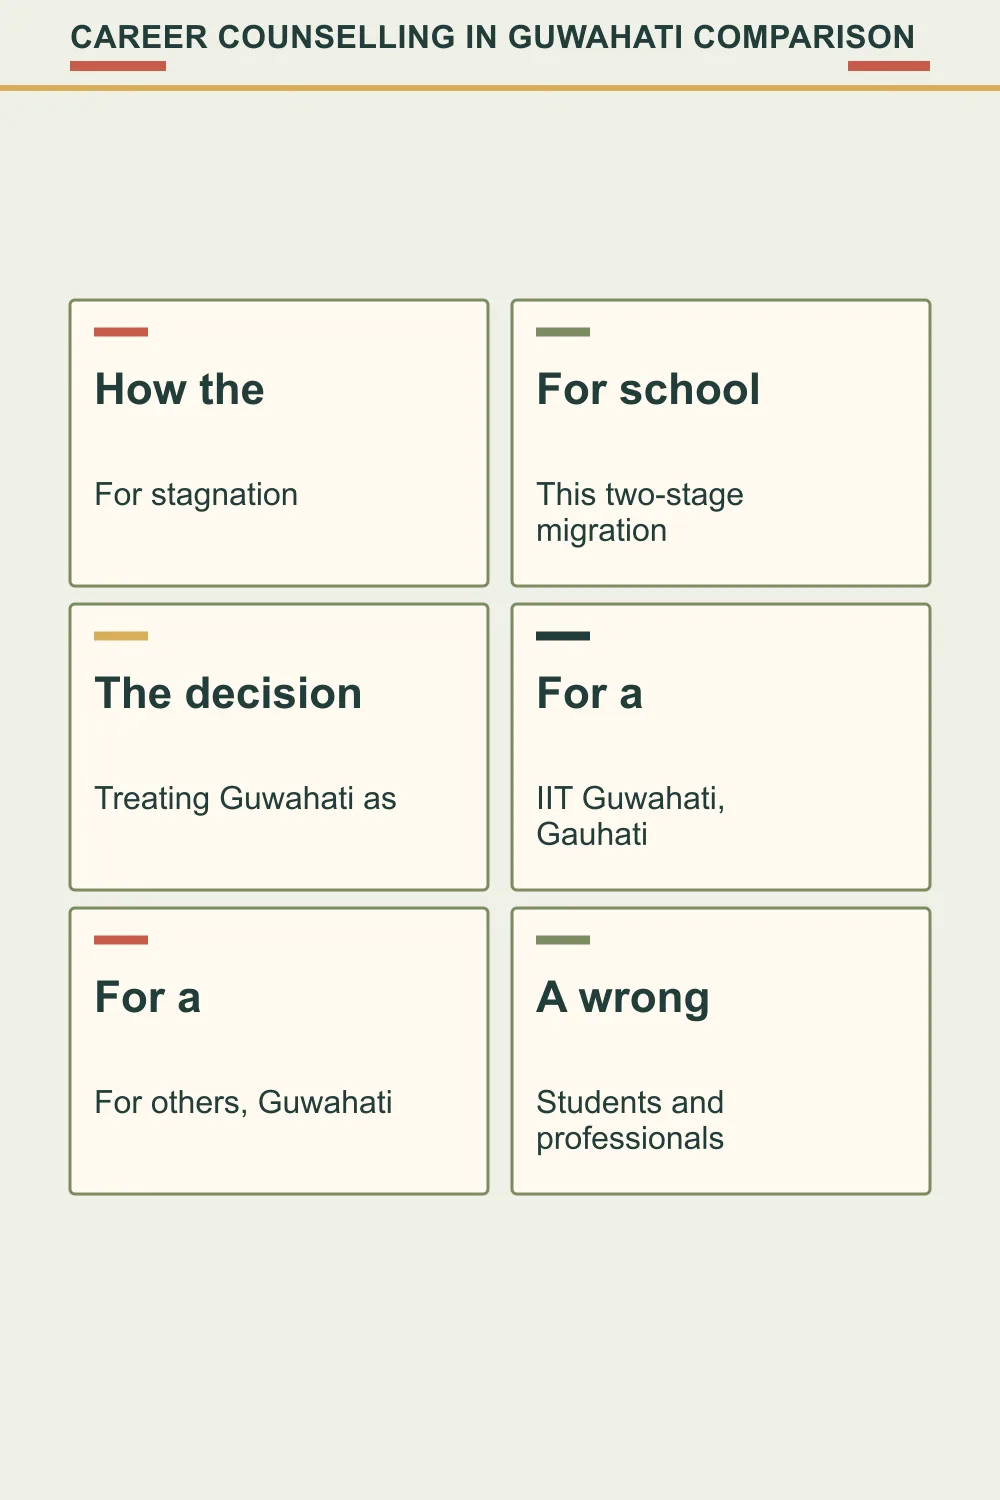 CAREER COUNSELLING IN GUWAHATI COMPARISON
How the
For stagnation
For school
This two-stage
migration
The decision
Treating Guwahati as
For a
IIT Guwahati,
Gauhati
For a
For others, Guwahati
A wrong
Students and
professionals